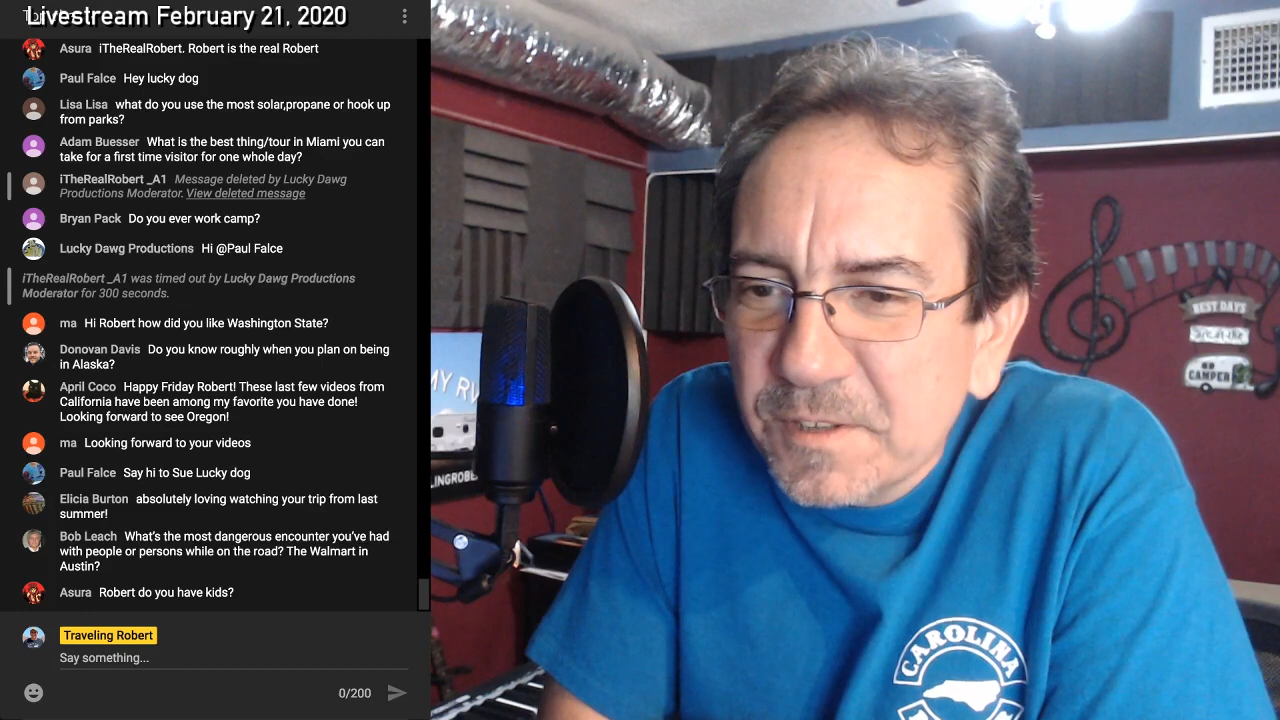 Livestream February 21, 2020
Asura iTheRealRobert. Robert is the real Robert
Paul Falce Hey lucky dog
Lisa Lisa what do you use the most solar,propane or hook up
from parks?
Adam Buesser What is the best thing/tour in Miami you can
take for a first time visitor for one whole day?
iTheRealRobert _A1 Message deleted by Lucky Dawg
Productions Moderator. View deleted message
Bryan Pack Do you ever work camp?
Lucky Dawg Productions Hi @Paul Falce
iTheRealRobert _A1 was timed out by Lucky Dawg Productions
Moderator for 300 seconds.
ma Hi Robert how did you like Washington State?
Donovan Davis Do you know roughly when you plan on being
in Alaska?
April Coco Happy Friday Robert! These last few videos from
California have been among my favorite you have done!
Looking forward to see Oregon!
ma Looking forward to your videos
Paul Falce Say hi to Sue Lucky dog
Elicia Burton absolutely loving watching your trip from last
summer!
Bob Leach What's the most dangerous encounter you've had
with people or persons while on the road? The Walmart in
Austin?
Asura Robert do you have kids?
Traveling Robert
Say something...
0/200
MY RV
LINGROBE
BEST DAYS
CAMPER
CAROLINA